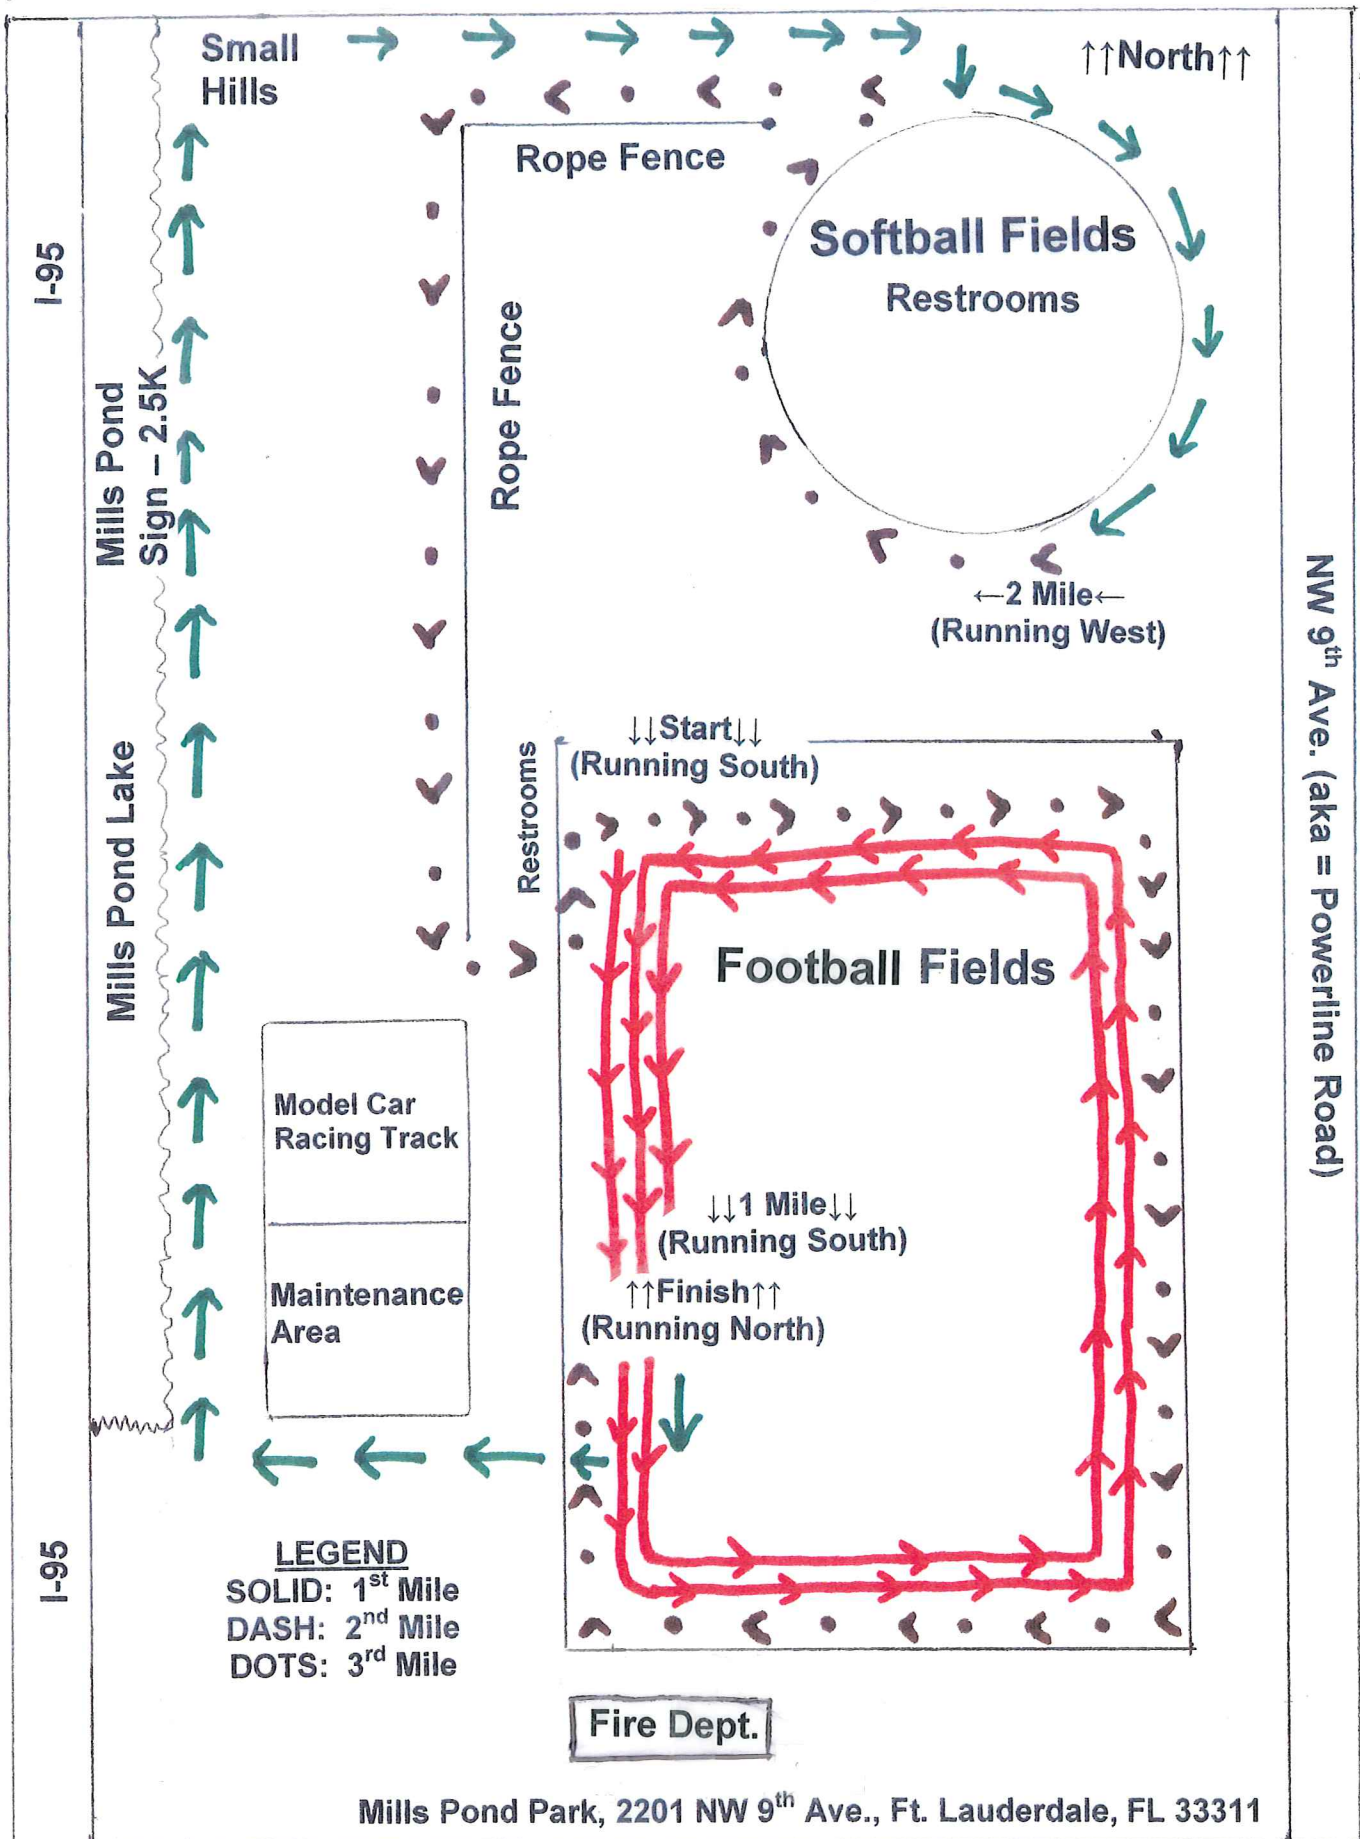 Small
Hills
↑↑North↑↑
Rope Fence
Softball Fields
Restrooms
I-95
Rope Fence
Mills Pond
Sign – 2.5K
←2 Mile←
(Running West)
NW 9th Ave. (aka = Powerline Road)
↓↓Start↓↓
(Running South)
Restrooms
Mills Pond Lake
Football Fields
Model Car
Racing Track
↓↓1 Mile↓↓
(Running South)
↑↑Finish↑↑
(Running North)
Maintenance
Area
I-95
LEGEND
SOLID: 1st Mile
DASH: 2nd Mile
DOTS: 3rd Mile
Fire Dept.
Mills Pond Park, 2201 NW 9th Ave., Ft. Lauderdale, FL 33311